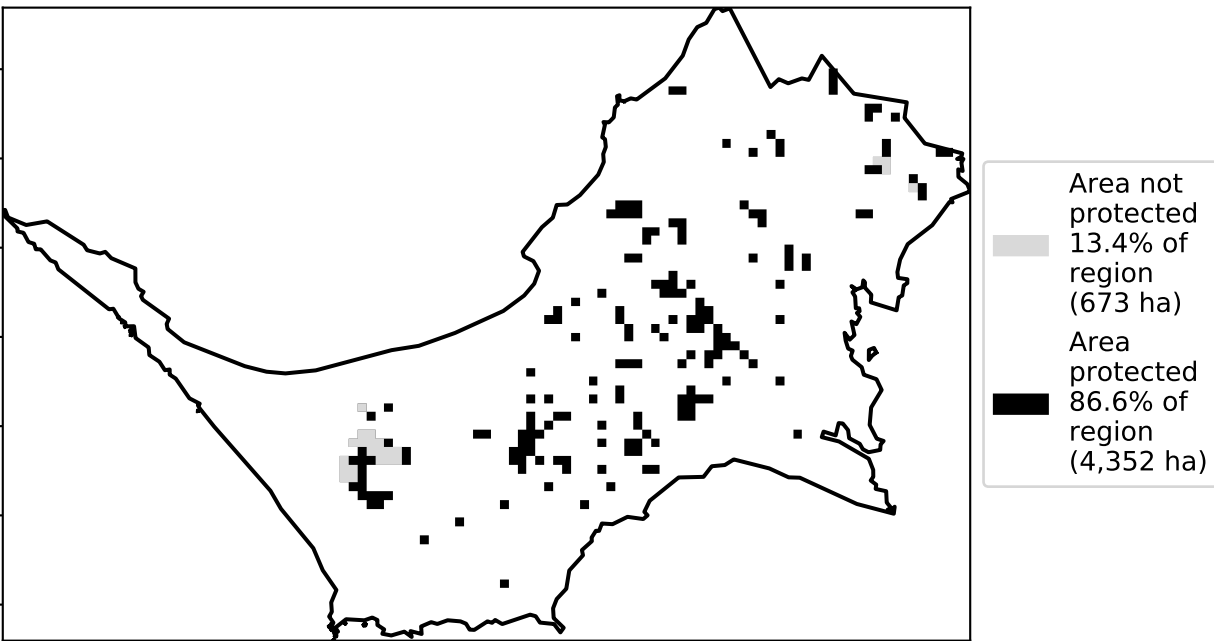 Area not
protected
13.4% of
region
(673 ha)
Area
protected
86.6% of
region
(4,352 ha)